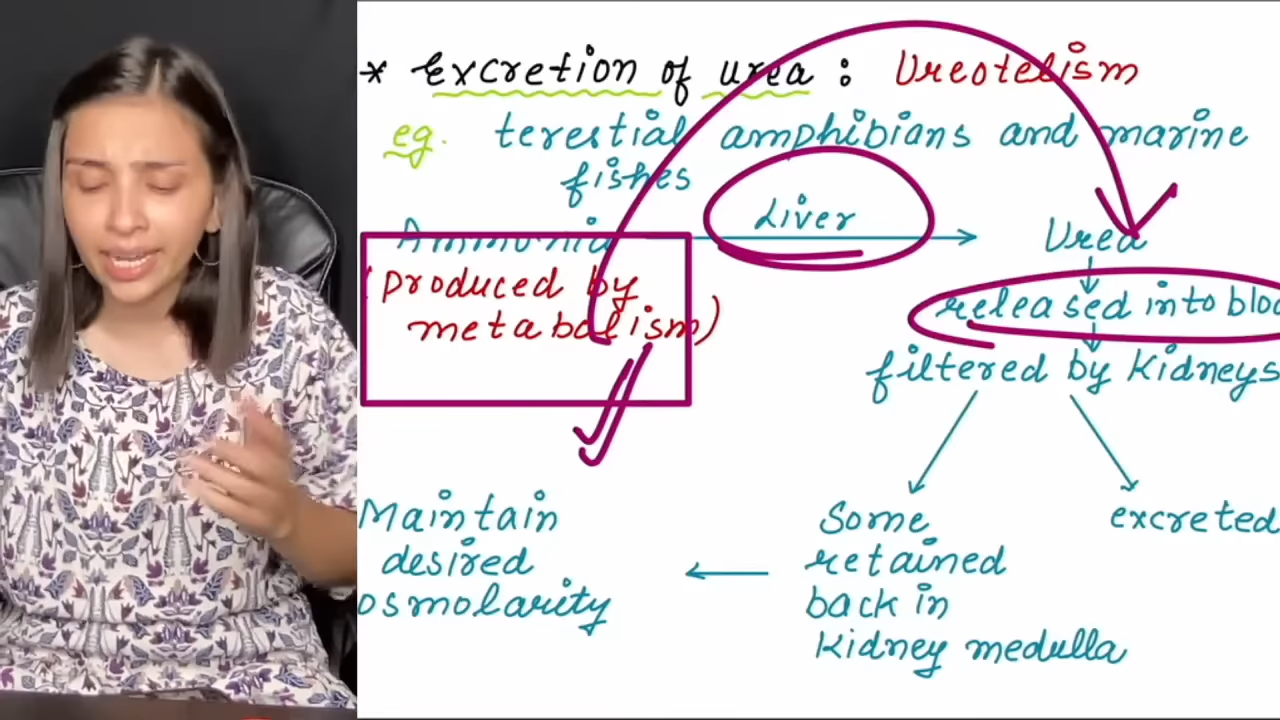 * Excretion of urea : Ureotelism
eg. terestial amphibians and marine
fishes
Ammonia Liver Urea
(produced by
metabolism)
released into
filtered by Kidneys
Maintain
desired
osmolarity
Some
retained
back in
Kidney medulla
excreted